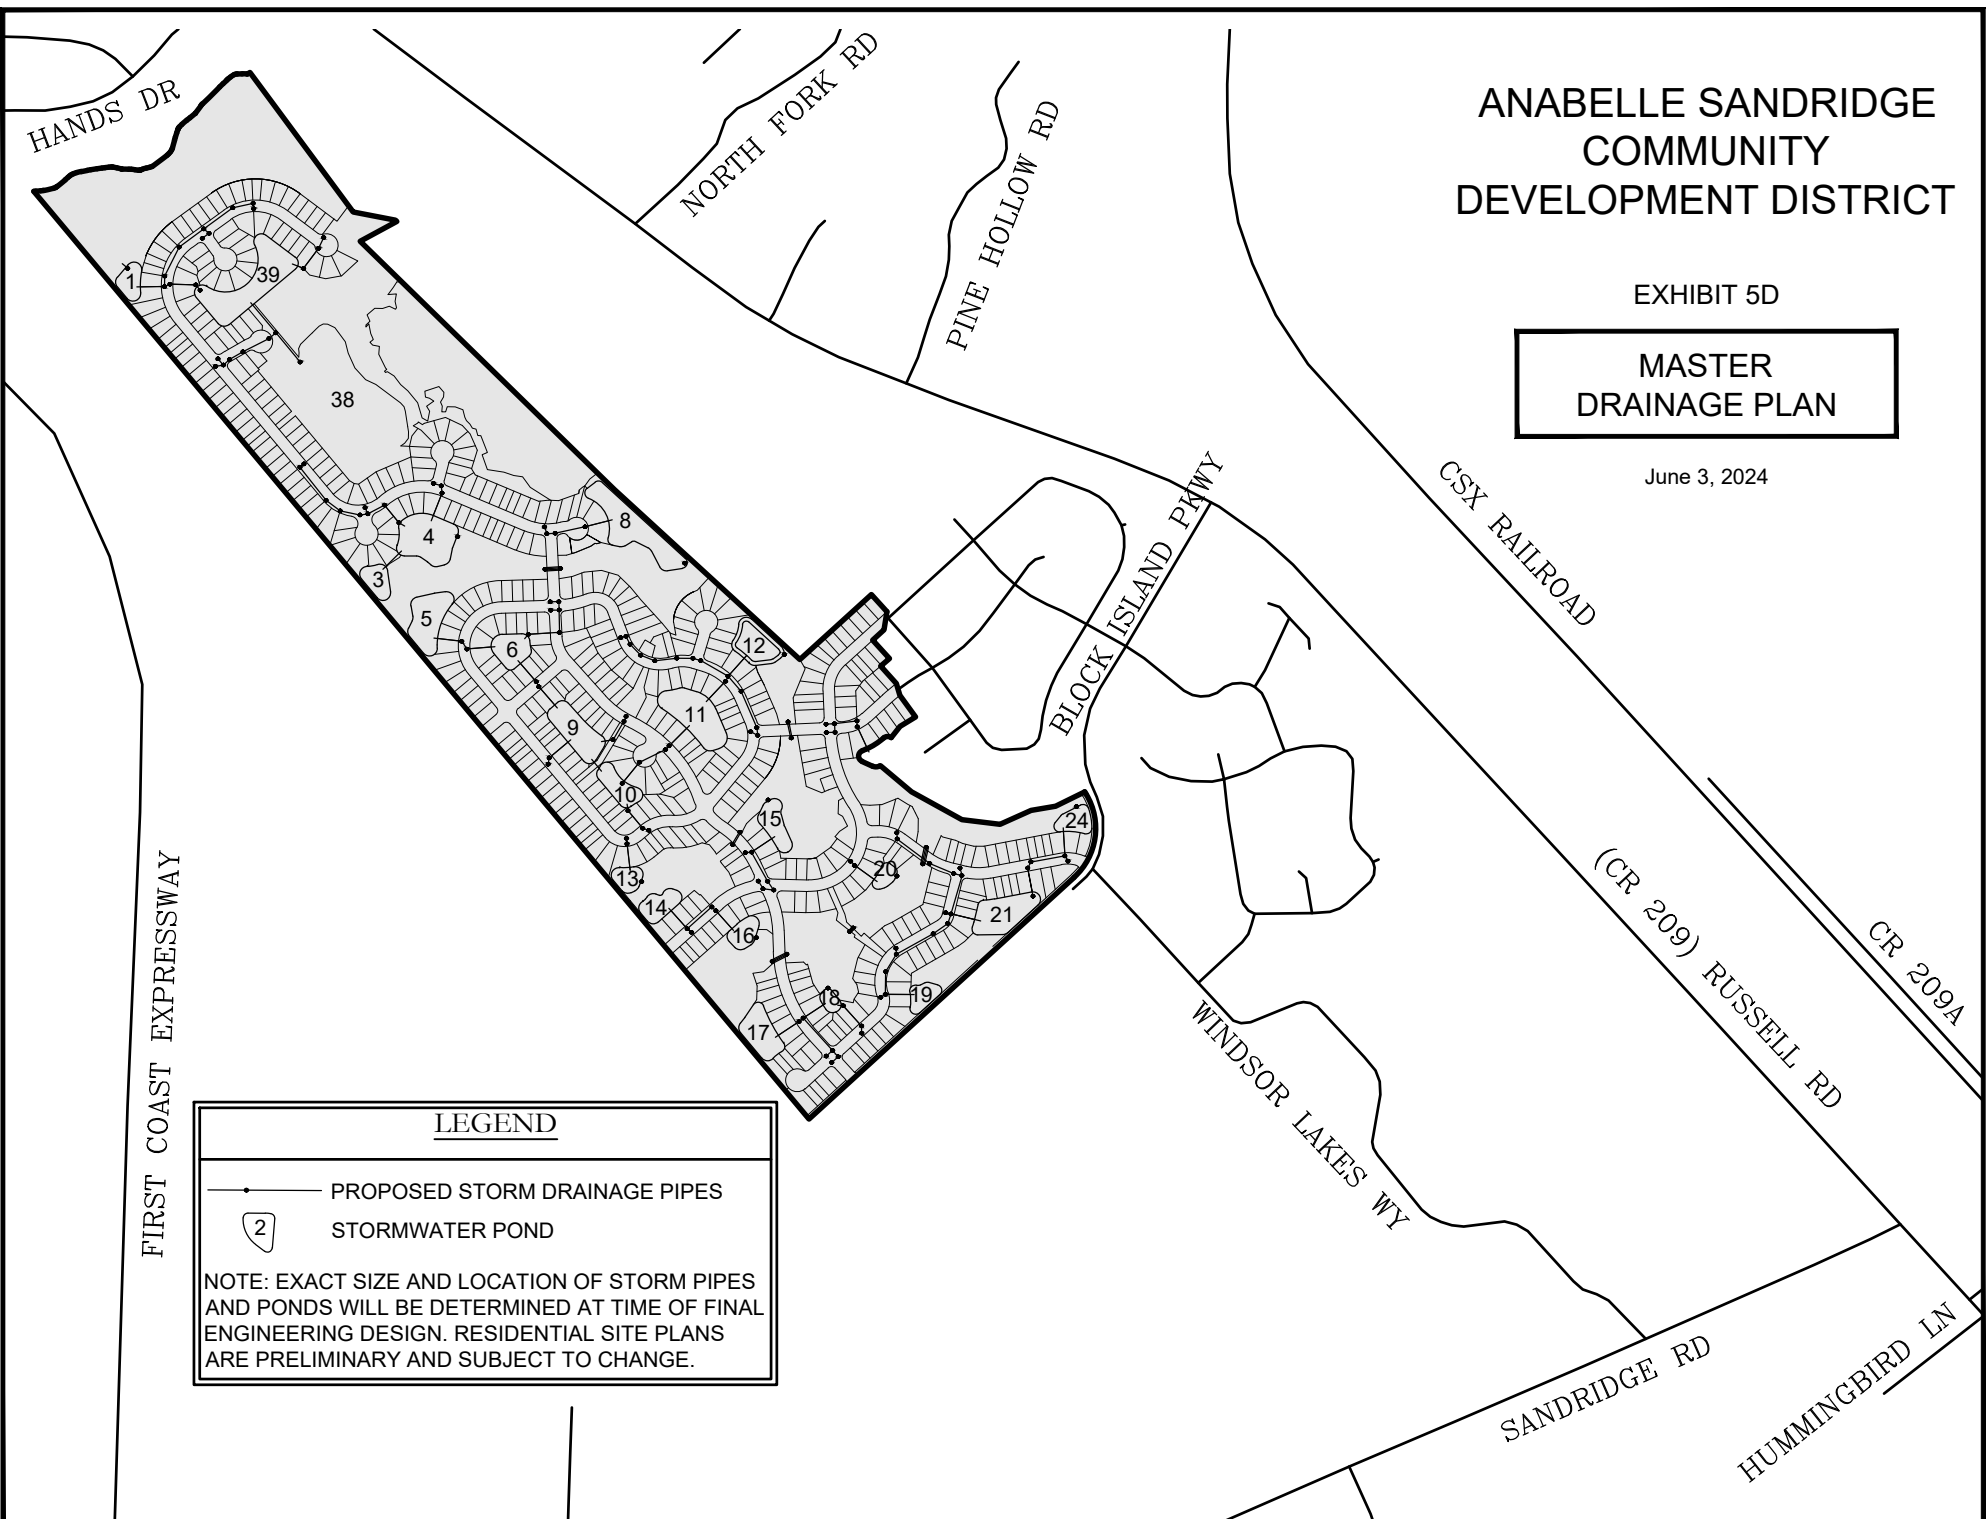 ANABELLE SANDRIDGE
COMMUNITY
DEVELOPMENT DISTRICT
EXHIBIT 5D
MASTER
DRAINAGE PLAN
June 3, 2024
HANDS DR
NORTH FORK RD
PINE HOLLOW RD
BLOCK ISLAND PKWY
CSX RAILROAD
(CR 209) RUSSELL RD
CR 209A
WINDSOR LAKES WY
SANDRIDGE RD
HUMMINGBIRD LN
FIRST COAST EXPRESSWAY
1
39
38
4
8
3
5
6
12
9
11
10
15
24
13
20
14
16
21
18
19
17
LEGEND
PROPOSED STORM DRAINAGE PIPES
2
STORMWATER POND
NOTE: EXACT SIZE AND LOCATION OF STORM PIPES
AND PONDS WILL BE DETERMINED AT TIME OF FINAL
ENGINEERING DESIGN. RESIDENTIAL SITE PLANS
ARE PRELIMINARY AND SUBJECT TO CHANGE.